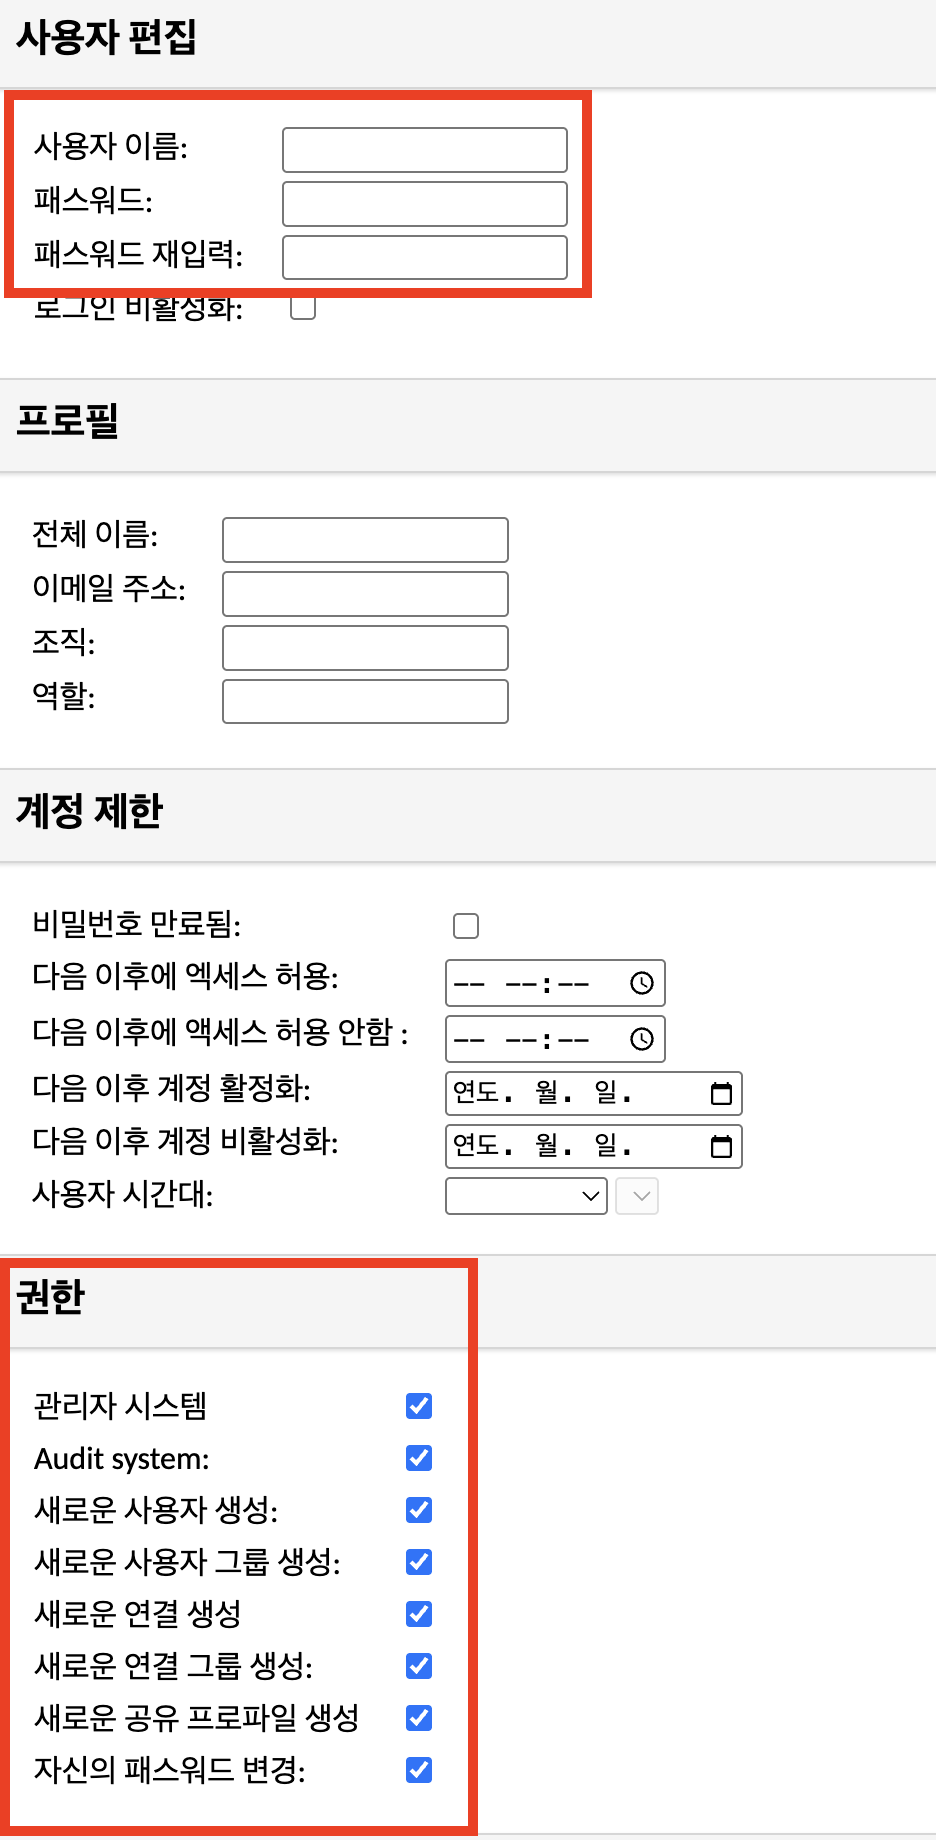 사용자 편집
사용자 이름:
패스워드:
패스워드 재입력:
로그인 비활성화:
프로필
전체 이름:
이메일 주소:
조직:
역할:
계정 제한
비밀번호 만료됨:
다음 이후에 엑세스 허용: -- --:--
다음 이후에 액세스 허용 안함 : -- --:--
다음 이후 계정 활정화: 연도. 월. 일.
다음 이후 계정 비활성화: 연도. 월. 일.
사용자 시간대:
권한
관리자 시스템
Audit system:
새로운 사용자 생성:
새로운 사용자 그룹 생성:
새로운 연결 생성
새로운 연결 그룹 생성:
새로운 공유 프로파일 생성
자신의 패스워드 변경: